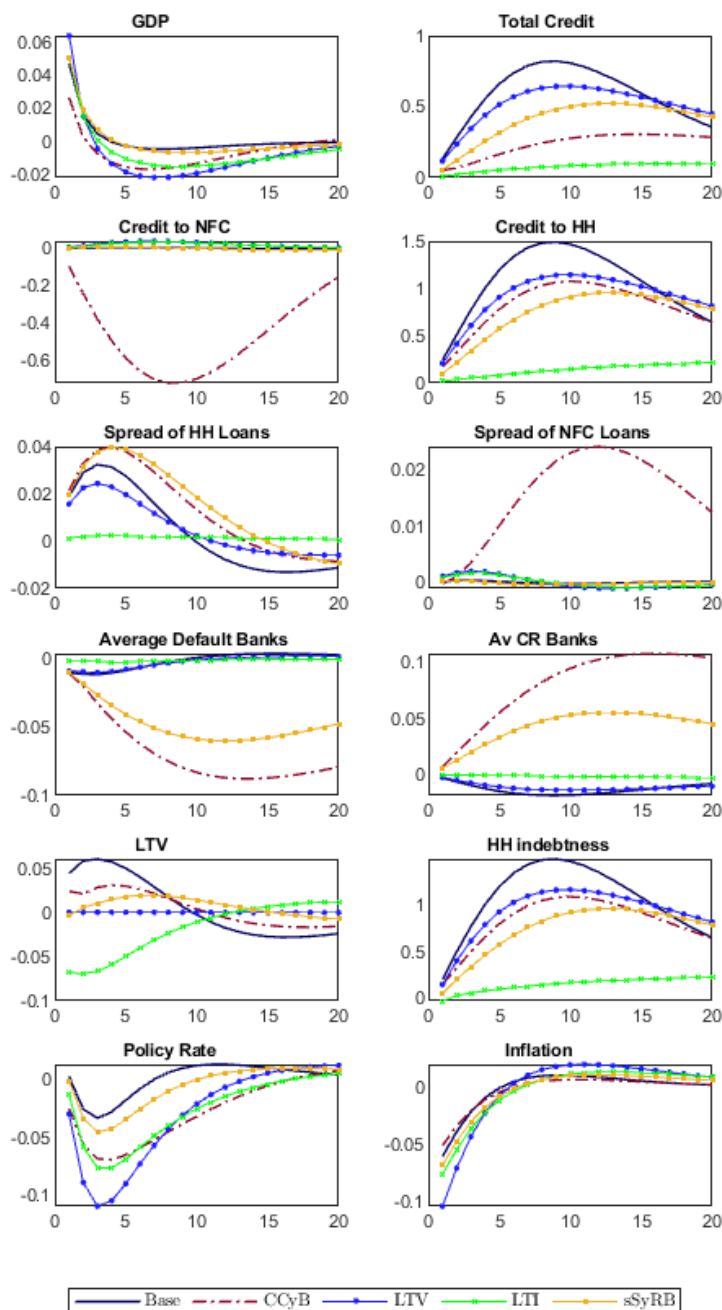 GDP Total Credit
0.06 0.04 0.02 0 -0.02
0 5 10 15 20
1 0.5 0
0 5 10 15 20
Credit to NFC Credit to HH
0 -0.2 -0.4 -0.6
0 5 10 15 20
1.5 1 0.5 0
0 5 10 15 20
Spread of HH Loans Spread of NFC Loans
0.04 0.02 0 -0.02
0 5 10 15 20
0.02 0.01 0
0 5 10 15 20
Average Default Banks Av CR Banks
0 -0.05 -0.1
0 5 10 15 20
0.1 0.05 0
0 5 10 15 20
LTV HH indebtness
0.05 0 -0.05 -0.1
0 5 10 15 20
1 0.5 0
0 5 10 15 20
Policy Rate Inflation
0 -0.05 -0.1
0 5 10 15 20
0 -0.05 -0.1
0 5 10 15 20
Base CCyB LTV LTI sSyRB